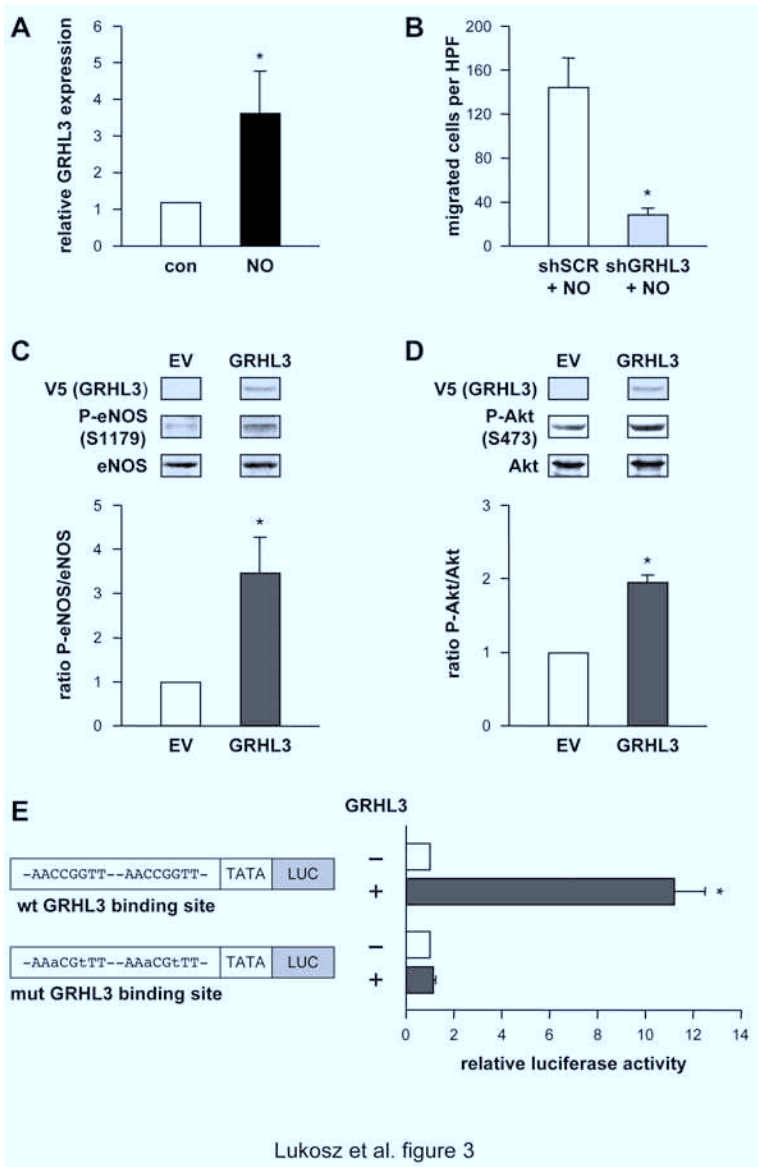 A
relative GRHL3 expression
6
5
4
3
2
1
0
*
con NO
B
migrated cells per HPF
200
160
120
80
40
0
*
shSCR shGRHL3
+ NO + NO
C
EV GRHL3
V5 (GRHL3)
P-eNOS
(S1179)
eNOS
ratio P-eNOS/eNOS
5
4
3
2
1
0
*
EV GRHL3
D
EV GRHL3
V5 (GRHL3)
P-Akt
(S473)
Akt
ratio P-Akt/Akt
3
2
1
0
*
EV GRHL3
E
GRHL3
-AACCGGTT--AACCGGTT- TATA LUC
wt GRHL3 binding site
-AAaCGtTT--AAaCGtTT- TATA LUC
mut GRHL3 binding site
−
+
*
−
+
0 2 4 6 8 10 12 14
relative luciferase activity
Lukosz et al. figure 3